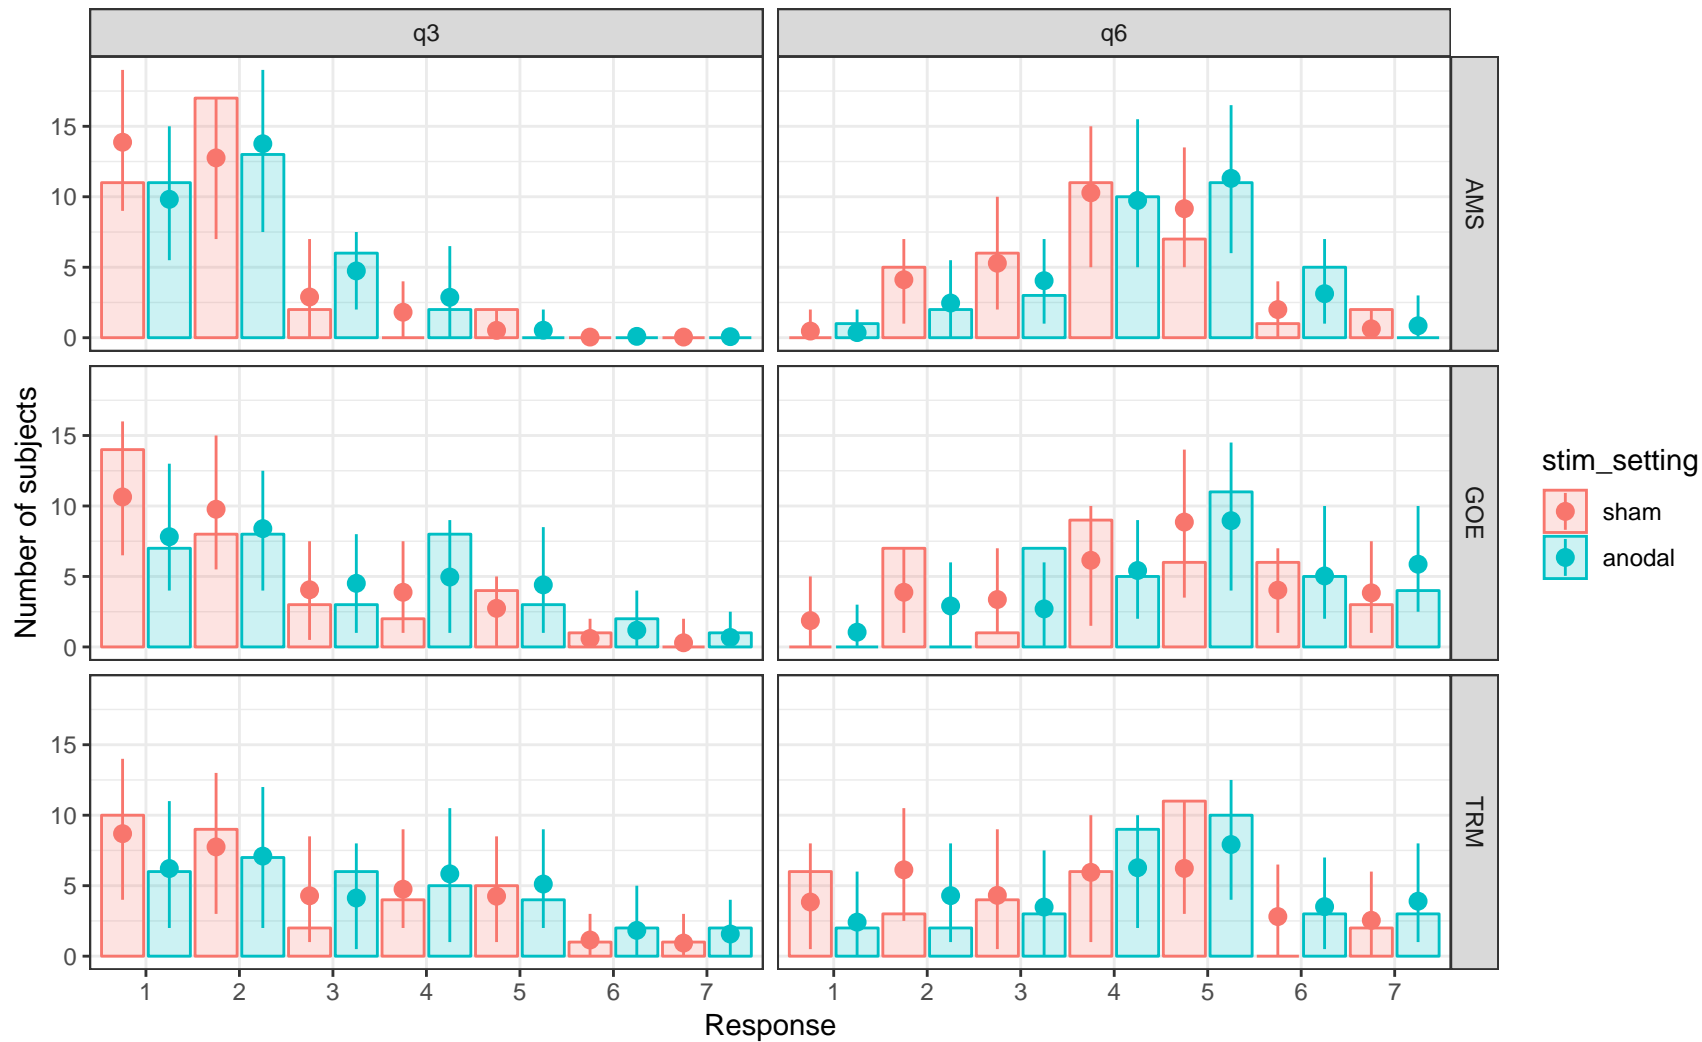 q3 q6
15
10
5
0
AMS
15
10
5
0
GOE
15
10
5
0
TRM
1 2 3 4 5 6 7 1 2 3 4 5 6 7
Response
Number of subjects
stim_setting
sham
anodal